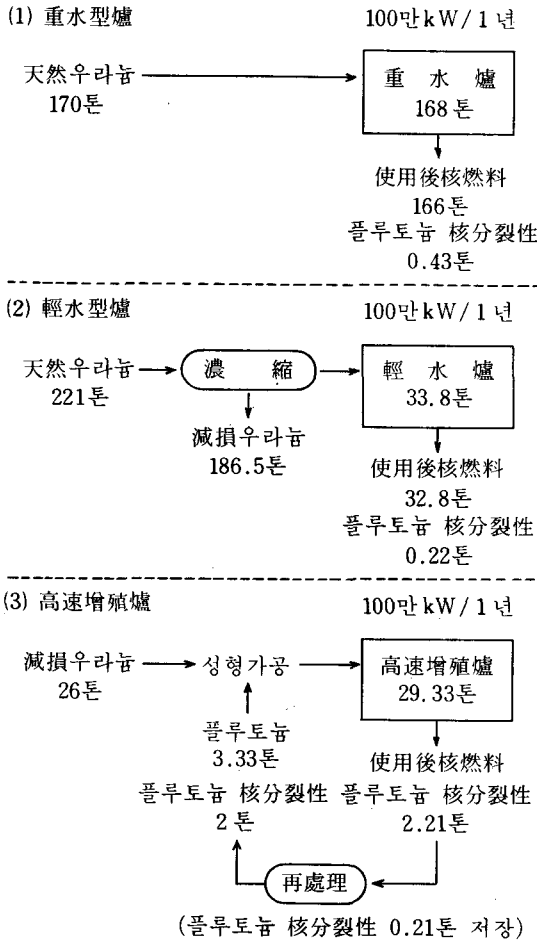 (1) 重水型爐 100만kW/1년
天然우라늄 重水爐
170톤 168톤
使用後核燃料
166톤
플루토늄 核分裂性
0.43톤
(2) 輕水型爐 100만kW/1년
天然우라늄 濃縮 輕水爐
221톤 33.8톤
減損우라늄
186.5톤
使用後核燃料
32.8톤
플루토늄 核分裂性
0.22톤
(3) 高速增殖爐 100만kW/1년
減損우라늄 성형가공 高速增殖爐
26톤 29.33톤
플루토늄
3.33톤 使用後核燃料
플루토늄 核分裂性 플루토늄 核分裂性
2톤 2.21톤
再處理
(플루토늄 核分裂性 0.21톤 저장)